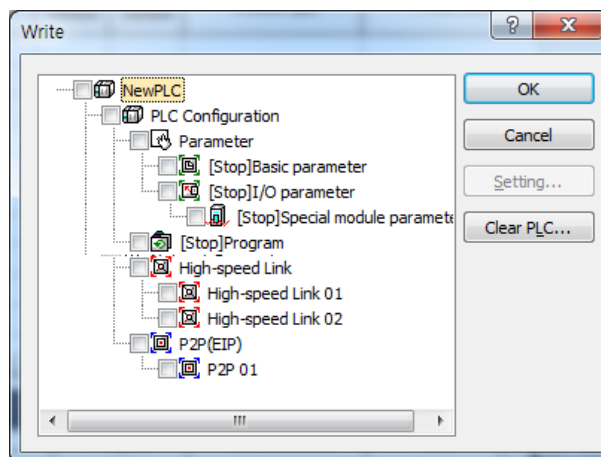 Write
NewPLC
PLC Configuration
Parameter
[Stop]Basic parameter
[Stop]I/O parameter
[Stop]Special module paramete
[Stop]Program
High-speed Link
High-speed Link 01
High-speed Link 02
P2P(EIP)
P2P 01
OK
Cancel
Setting...
Clear PLC...